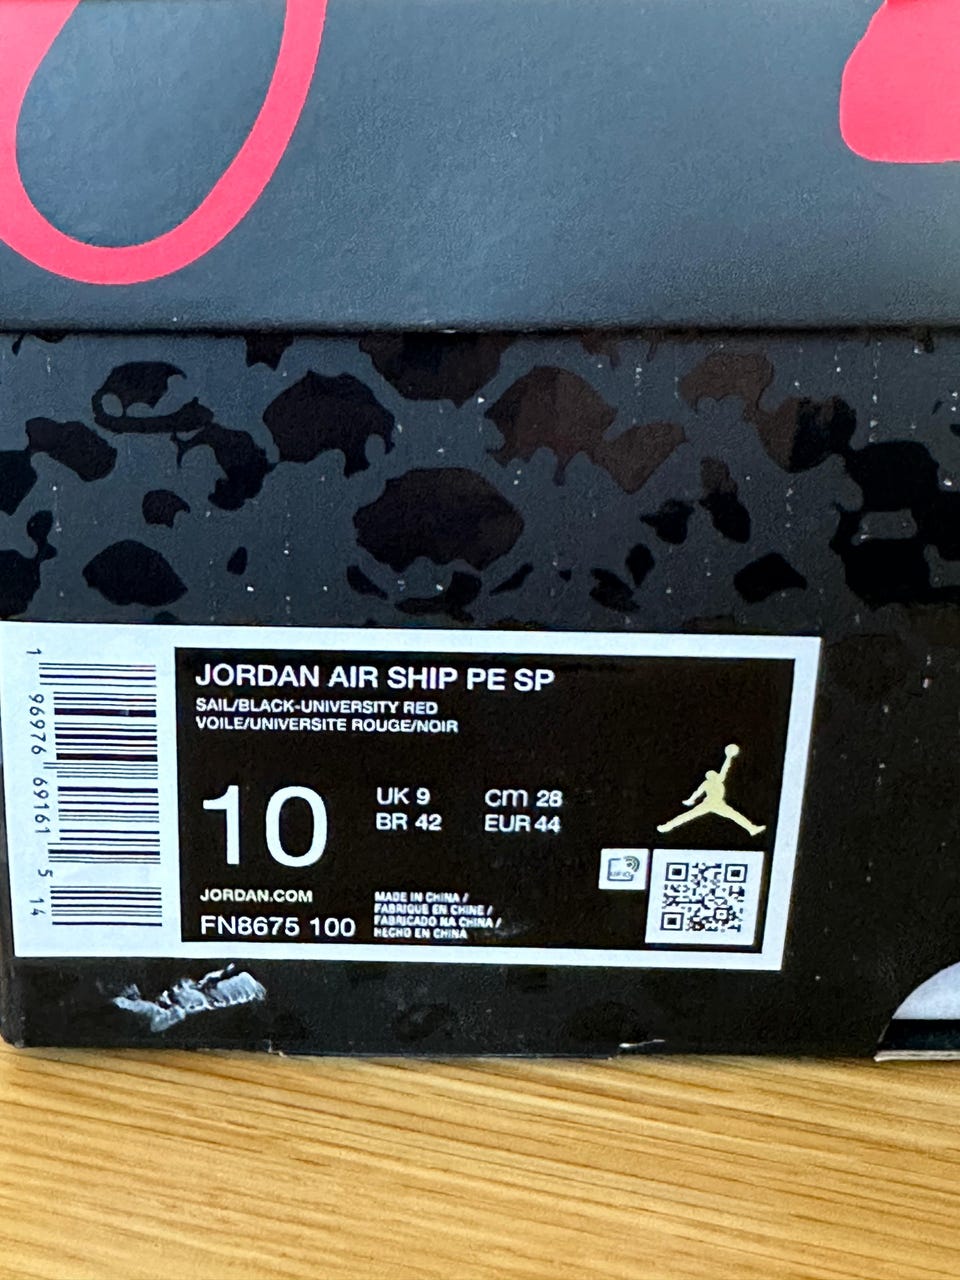 1 96976 69161 5 14
JORDAN AIR SHIP PE SP
SAIL/BLACK-UNIVERSITY RED
VOILE/UNIVERSITE ROUGE/NOIR
10
UK 9
cm 28
BR 42
EUR 44
JORDAN.COM
FN8675 100
MADE IN CHINA /
FABRIQUE EN CHINE /
FABRICADO NA CHINA /
HECHO EN CHINA